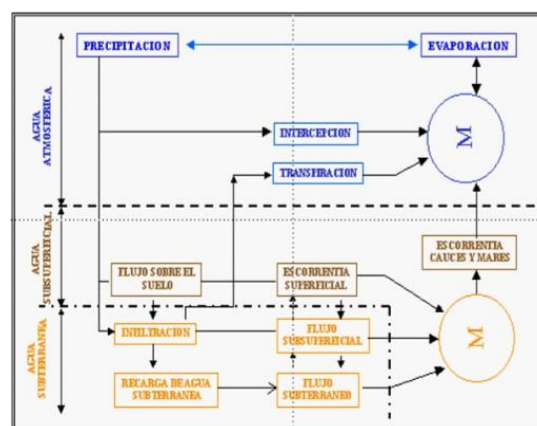 PRECIPITACION
EVAPORACION
AGUA
ATMOSFERICA
INTERCEPCION
M
TRANSPIRACION
AGUA
SUBSUPERFICIAL
FLUJO SOBRE EL
SUELO
ESCORRENTIA
SUPERFICIAL
ESCORRENTIA
CAUCES Y MARES
AGUA
SUBTERRANEA
INFILTRACION
FLUJO
SUBSUPERFICIAL
M
RECARGA DE AGUA
SUBTERRANEA
FLUJO
SUBTERRANEO